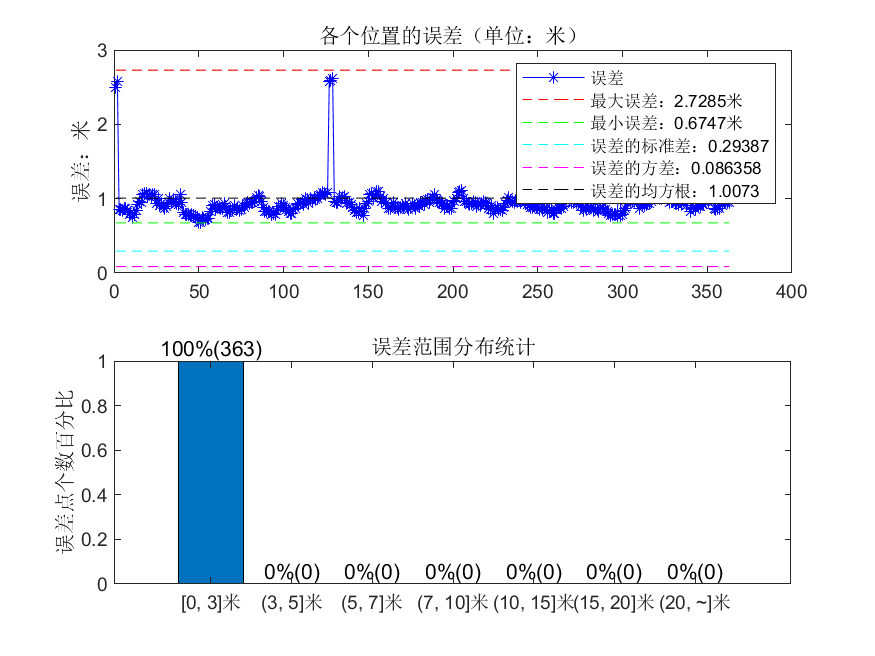 各个位置的误差（单位：米）
3
2
1
0
误差：米
误差
最大误差：2.7285米
最小误差：0.6747米
误差的标准差：0.29387
误差的方差：0.086358
误差的均方根：1.0073
0 50 100 150 200 250 300 350 400
误差范围分布统计
100%(363)
1
0.8
0.6
0.4
0.2
0
误差点个数百分比
0%(0) 0%(0) 0%(0) 0%(0) 0%(0) 0%(0)
[0, 3]米 (3, 5]米 (5, 7]米 (7, 10]米 (10, 15]米 (15, 20]米 (20, ~]米